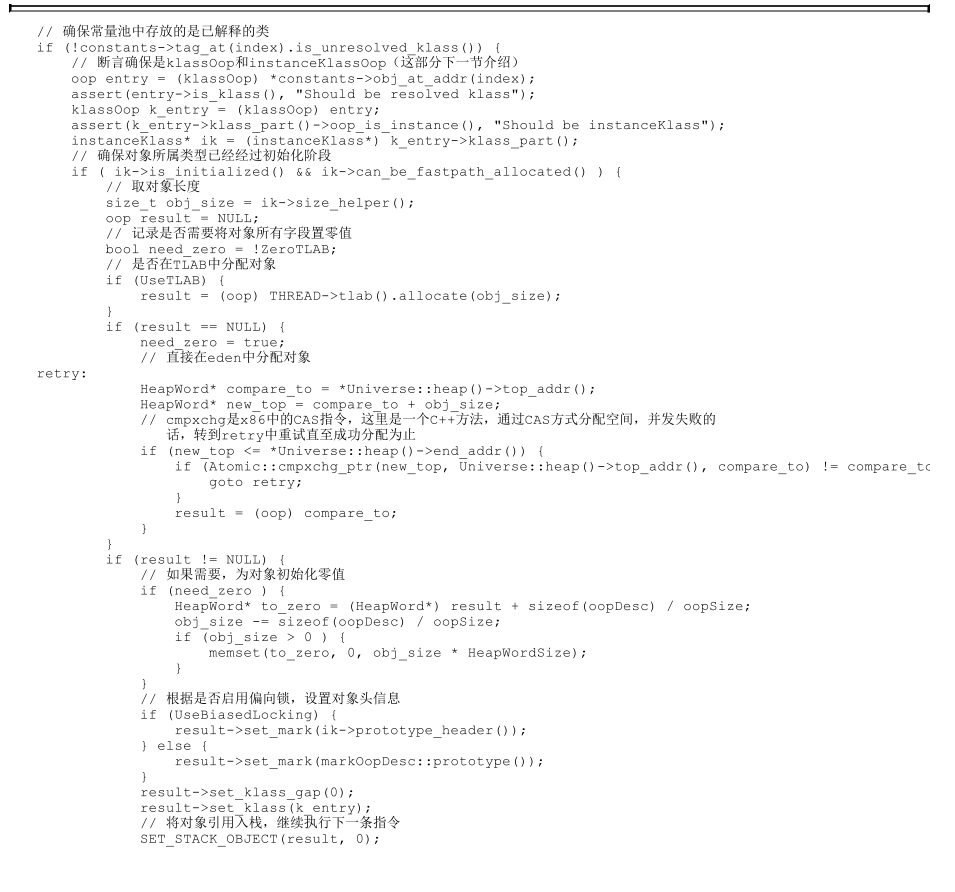 // 确保常量池中存放的是已解释的类
if (!constants->tag_at(index).is_unresolved_klass()) {
    // 断言确保是klassOop和instanceKlassOop（这部分下一节介绍）
    oop entry = (klassOop) *constants->obj_at_addr(index);
    assert(entry->is_klass(), "Should be resolved klass");
    klassOop k_entry = (klassOop) entry;
    assert(k_entry->klass_part()->oop_is_instance(), "Should be instanceKlass");
    instanceKlass* ik = (instanceKlass*) k_entry->klass_part();
    // 确保对象所属类型已经经过初始化阶段
    if ( ik->is_initialized() && ik->can_be_fastpath_allocated() ) {
        // 取对象长度
        size_t obj_size = ik->size_helper();
        oop result = NULL;
        // 记录是否需要将对象所有字段置零值
        bool need_zero = !ZeroTLAB;
        // 是否在TLAB中分配对象
        if (UseTLAB) {
            result = (oop) THREAD->tlab().allocate(obj_size);
        }
        if (result == NULL) {
            need_zero = true;
            // 直接在eden中分配对象
retry:
            HeapWord* compare_to = *Universe::heap()->top_addr();
            HeapWord* new_top = compare_to + obj_size;
            // cmpxchg是x86中的CAS指令，这里是一个C++方法，通过CAS方式分配空间，并发失败的
               话，转到retry中重试直至成功分配为止
            if (new_top <= *Universe::heap()->end_addr()) {
                if (Atomic::cmpxchg_ptr(new_top, Universe::heap()->top_addr(), compare_to) != compare_to
                    goto retry;
                }
                result = (oop) compare_to;
            }
        }
        if (result != NULL) {
            // 如果需要，为对象初始化零值
            if (need_zero ) {
                HeapWord* to_zero = (HeapWord*) result + sizeof(oopDesc) / oopSize;
                obj_size -= sizeof(oopDesc) / oopSize;
                if (obj_size > 0 ) {
                    memset(to_zero, 0, obj_size * HeapWordSize);
                }
            }
            // 根据是否启用偏向锁，设置对象头信息
            if (UseBiasedLocking) {
                result->set_mark(ik->prototype_header());
            } else {
                result->set_mark(markOopDesc::prototype());
            }
            result->set_klass_gap(0);
            result->set_klass(k_entry);
            // 将对象引用入栈，继续执行下一条指令
            SET_STACK_OBJECT(result, 0);